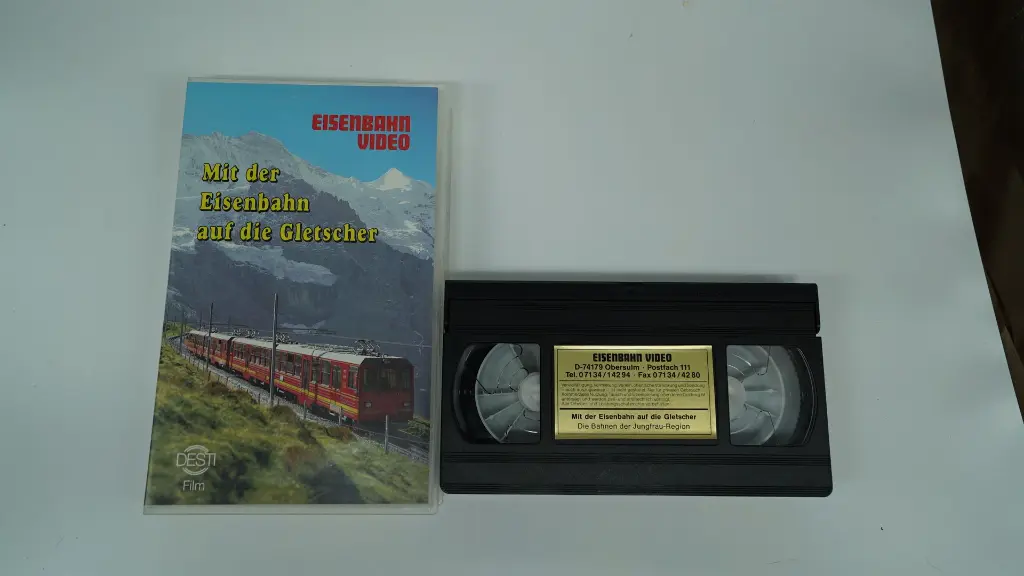 EISENBAHN
VIDEO
Mit der
Eisenbahn
auf die Gletscher
DESTI
Film
EISENBAHN VIDEO
D-74179 Obersulm · Postfach 111
Tel. 07134/14294 · Fax 07134/4280
Mit der Eisenbahn auf die Gletscher
Die Bahnen der Jungfrau-Region